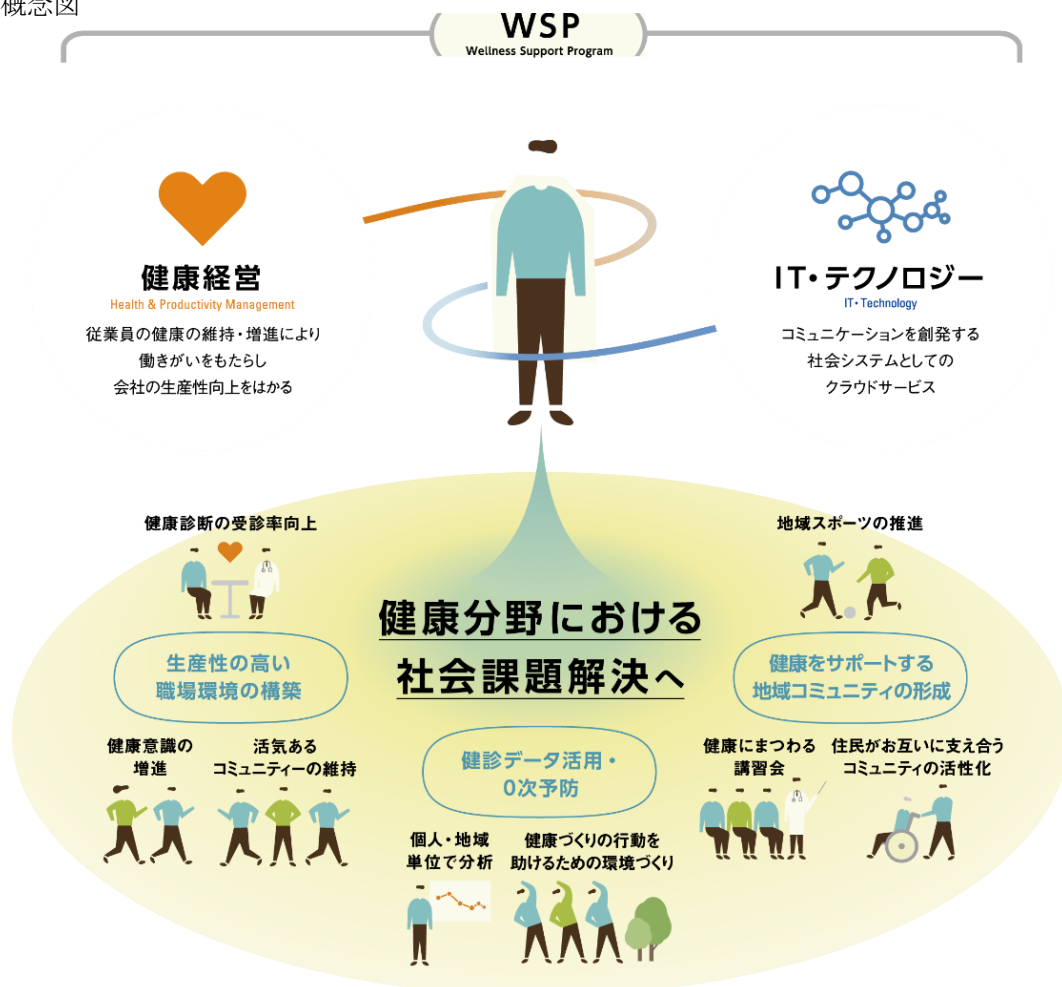 概念図
WSP
Wellness Support Program
健康経営
Health & Productivity Management
従業員の健康の維持・増進により
働きがいをもたらし
会社の生産性向上をはかる
IT・テクノロジー
IT・Technology
コミュニケーションを創発する
社会システムとしての
クラウドサービス
健康分野における
社会課題解決へ
健康診断の受診率向上
生産性の高い
職場環境の構築
健康意識の
増進
活気ある
コミュニティーの維持
健診データ活用・
0次予防
個人・地域
単位で分析
健康づくりの行動を
助けるための環境づくり
地域スポーツの推進
健康をサポートする
地域コミュニティの形成
健康にまつわる
講習会
住民がお互いに支え合う
コミュニティの活性化